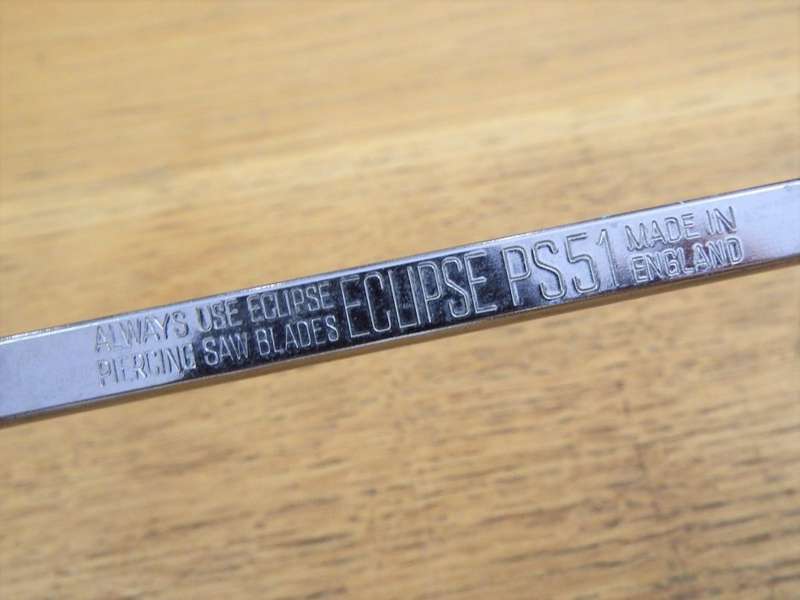 ALWAYS USE ECLIPSE
PIERCING SAW BLADES
ECLIPSE PS51
MADE IN
ENGLAND